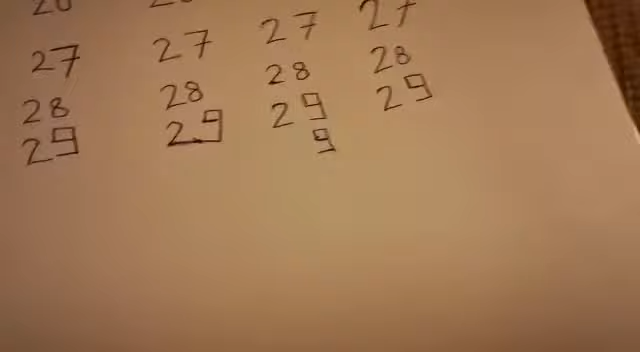 27 27 27 27
28 28 28 28
29 29 29 29
9